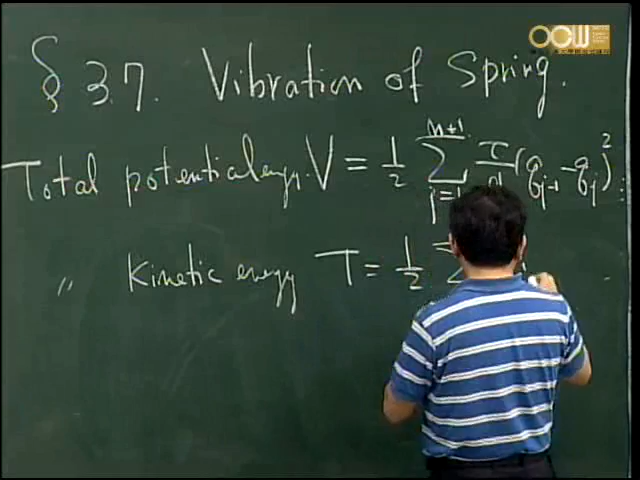 OCW
§ 3.7. Vibration of Spring.
Total potential energy. V = 1/2 Σ n+1 j=1 τ/d (q_{j-1} - q_j)^2
〃 Kinetic energy T = 1/2 Σ